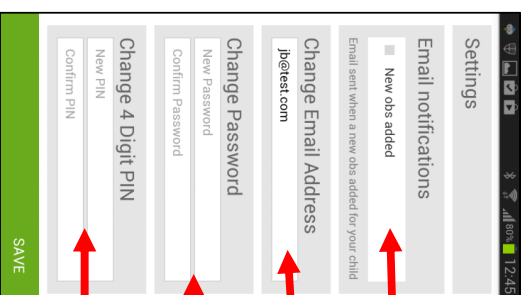 80% 12:45
Settings
Email notifications
New obs added
Email sent when a new obs added for your child
Change Email Address
jb@test.com
Change Password
New Password
Confirm Password
Change 4 Digit PIN
New PIN
Confirm PIN
SAVE